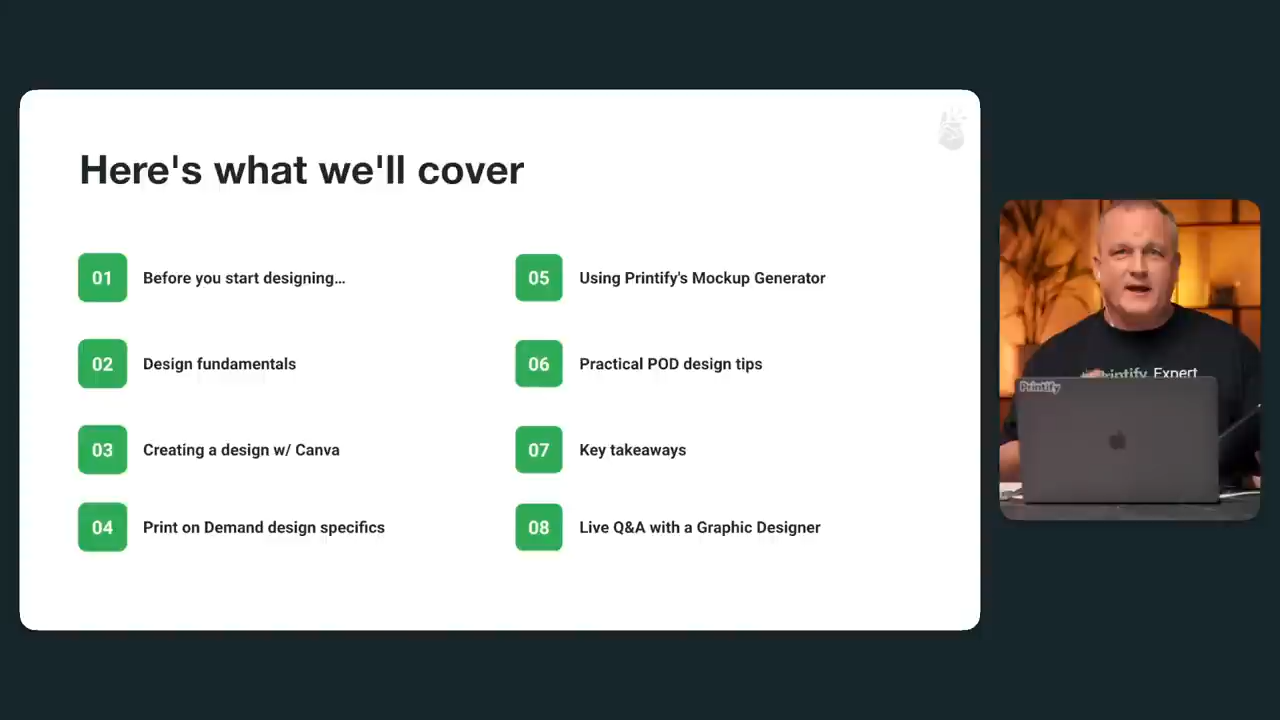 Here's what we'll cover
01 Before you start designing…
02 Design fundamentals
03 Creating a design w/ Canva
04 Print on Demand design specifics
05 Using Printify's Mockup Generator
06 Practical POD design tips
07 Key takeaways
08 Live Q&A with a Graphic Designer
Printify Expert
Printify